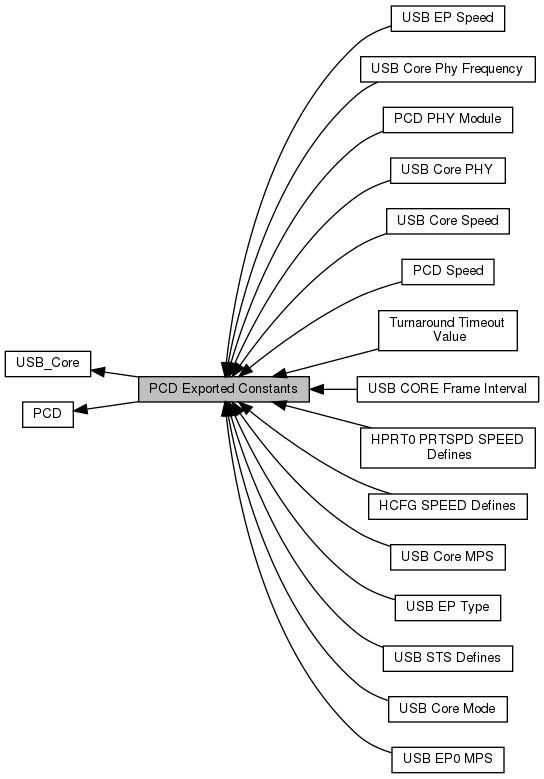 USB EP Speed
USB Core Phy Frequency
PCD PHY Module
USB Core PHY
USB Core Speed
PCD Speed
Turnaround Timeout
Value
USB_Core
PCD Exported Constants
USB CORE Frame Interval
PCD
HPRT0 PRTSPD SPEED
Defines
HCFG SPEED Defines
USB Core MPS
USB EP Type
USB STS Defines
USB Core Mode
USB EP0 MPS